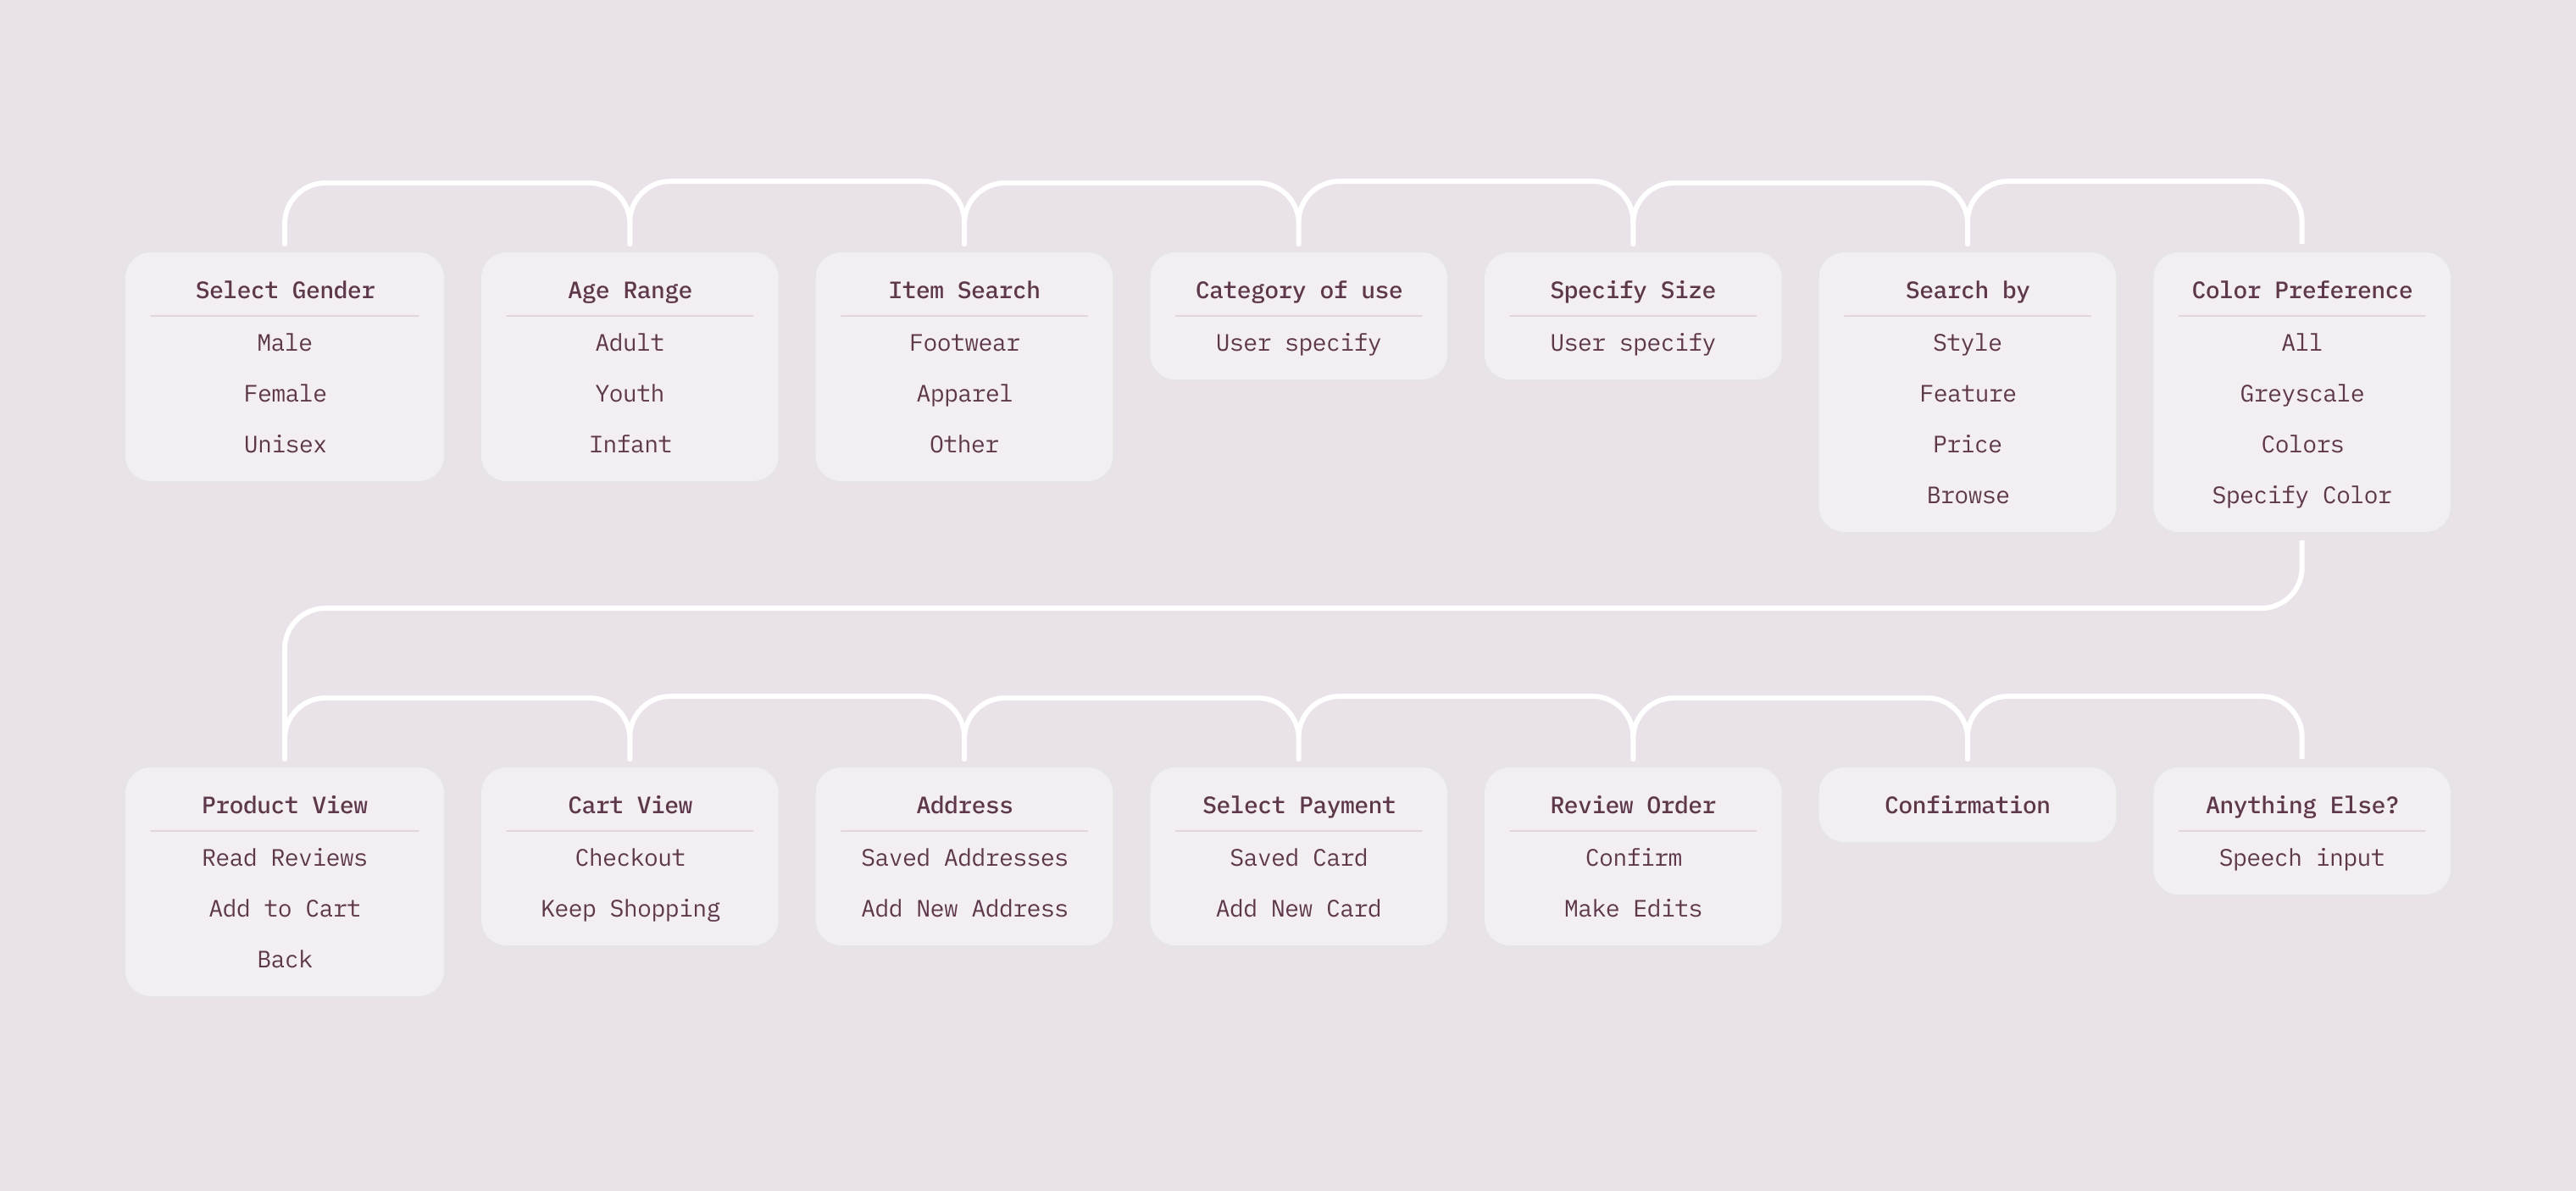 Select Gender
Male
Female
Unisex
Age Range
Adult
Youth
Infant
Item Search
Footwear
Apparel
Other
Category of use
User specify
Specify Size
User specify
Search by
Style
Feature
Price
Browse
Color Preference
All
Greyscale
Colors
Specify Color
Product View
Read Reviews
Add to Cart
Back
Cart View
Checkout
Keep Shopping
Address
Saved Addresses
Add New Address
Select Payment
Saved Card
Add New Card
Review Order
Confirm
Make Edits
Confirmation
Anything Else?
Speech input